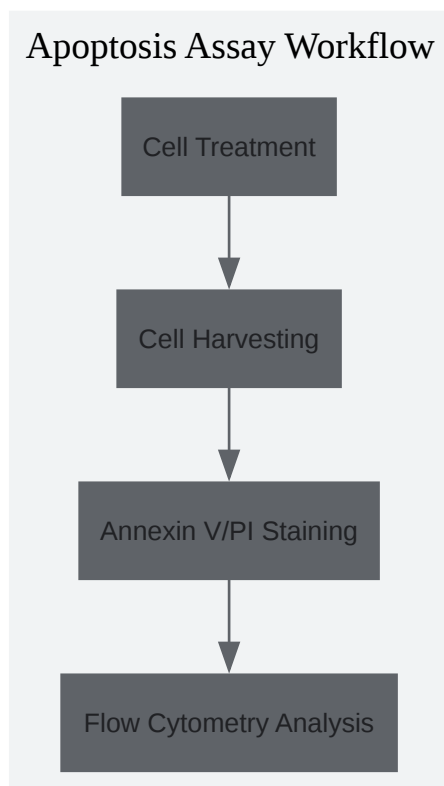 Apoptosis Assay Workflow
Cell Treatment
Cell Harvesting
Annexin V/PI Staining
Flow Cytometry Analysis